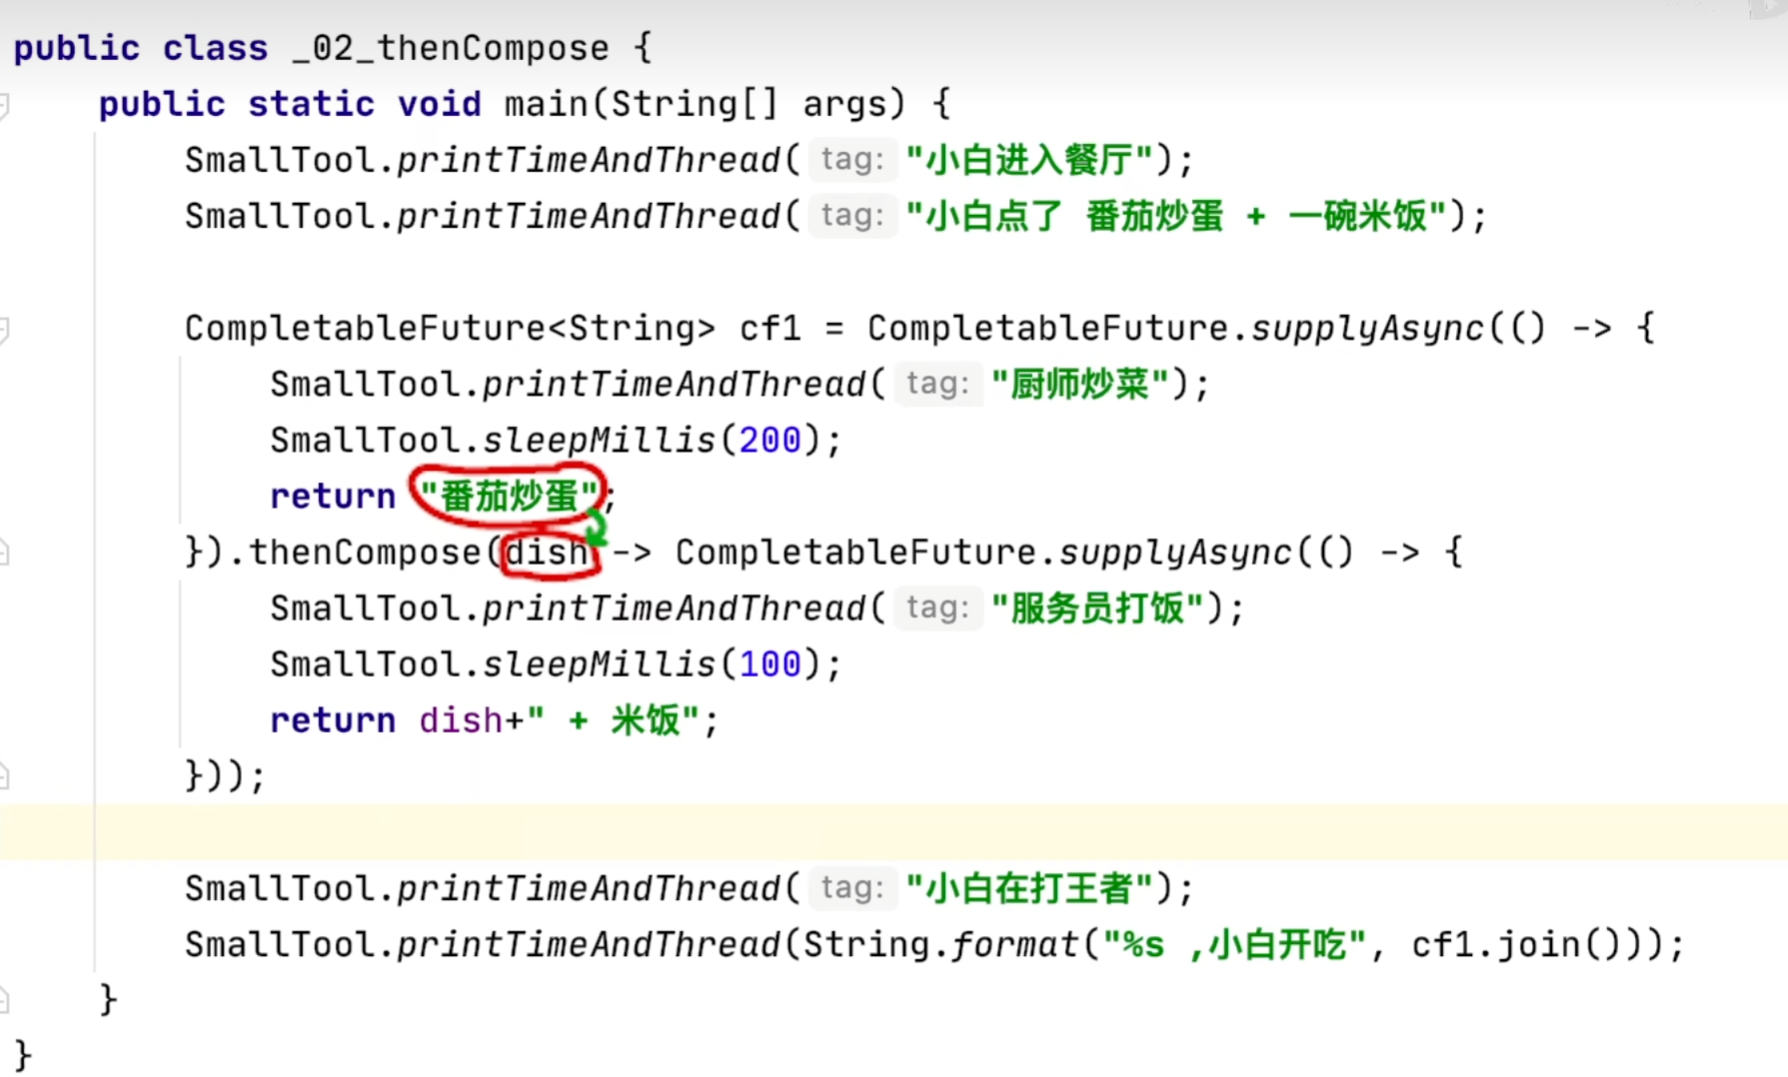 public class _02_thenCompose {
public static void main(String[] args) {
SmallTool.printTimeAndThread( tag: "小白进入餐厅");
SmallTool.printTimeAndThread( tag: "小白点了 番茄炒蛋 + 一碗米饭");
CompletableFuture<String> cf1 = CompletableFuture.supplyAsync(() -> {
SmallTool.printTimeAndThread( tag: "厨师炒菜");
SmallTool.sleepMillis(200);
return "番茄炒蛋";
}).thenCompose(dish -> CompletableFuture.supplyAsync(() -> {
SmallTool.printTimeAndThread( tag: "服务员打饭");
SmallTool.sleepMillis(100);
return dish+" + 米饭";
}));
SmallTool.printTimeAndThread( tag: "小白在打王者");
SmallTool.printTimeAndThread(String.format("%s ,小白开吃", cf1.join()));
}
}